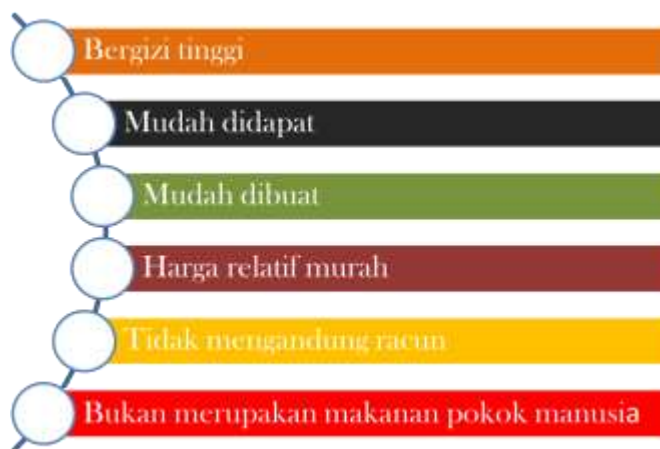 Bergizi tinggi
Mudah didapat
Mudah dibuat
Harga relatif murah
Tidak mengandung racun
Bukan merupakan makanan pokok manusia